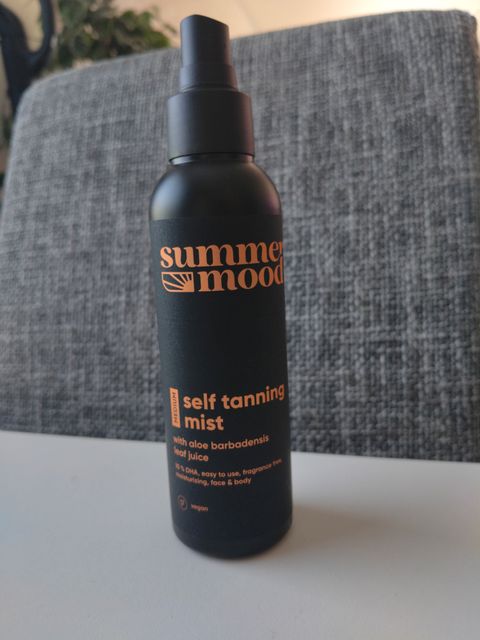 summer
mood
MEDIUM
self tanning
mist
with aloe barbadensis
leaf juice
10 % DHA, easy to use, fragrance free,
moisturizing, face & body
vegan